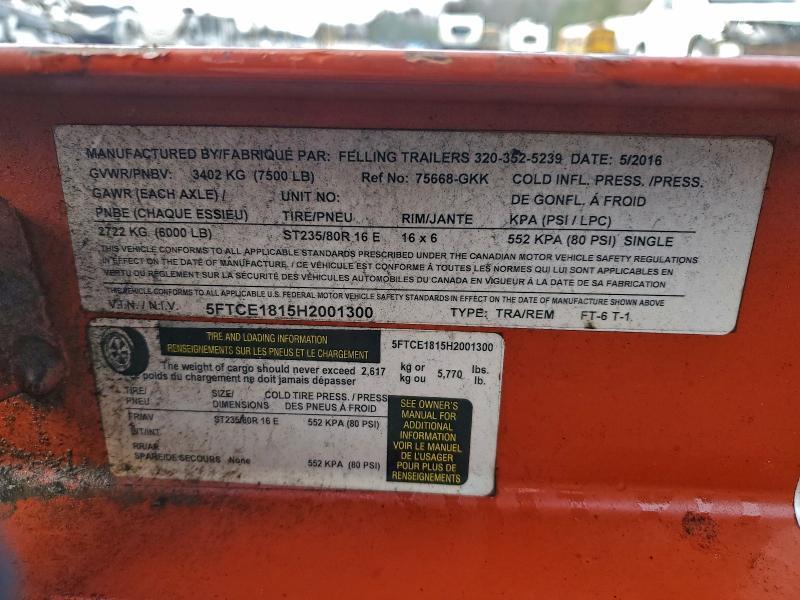 MANUFACTURED BY/FABRIQUÉ PAR: FELLING TRAILERS 320-352-5239 DATE: 5/2016
GVWR/PNBV: 3402 KG (7500 LB) Ref No: 75668-GKK COLD INFL. PRESS. /PRESS.
GAWR (EACH AXLE) / UNIT NO: DE GONFL. Á FROID
PNBE (CHAQUE ESSIEU) TIRE/PNEU RIM/JANTE KPA (PSI / LPC)
2722 KG. (6000 LB) ST235/80R 16 E 16 x 6 552 KPA (80 PSI) SINGLE
THIS VEHICLE CONFORMS TO ALL APPLICABLE STANDARDS PRESCRIBED UNDER THE CANADIAN MOTOR VEHICLE SAFETY REGULATIONS
IN EFFECT ON THE DATE OF MANUFACTURE. / CE VÉHICULE EST CONFORME Á TOUTES LES NORMES QUI LUI SONT APPLICABLES EN
VERTU DU RÈGLEMENT SUR LA SÉCURITÉ DES VÉHICULES AUTOMOBILES DU CANADA EN VIGUEUR Á LA DATE DE SA FABRICATION
THIS VEHICLE CONFORMS TO ALL APPLICABLE U.S. FEDERAL MOTOR VEHICLE SAFETY STANDARDS IN EFFECT ON THE DATE OF MANUFACTURE SHOWN ABOVE
V.I.N. / N.I.V. 5FTCE1815H2001300 TYPE: TRA/REM FT-6 T-1
TIRE AND LOADING INFORMATION
RENSEIGNEMENTS SUR LES PNEUS ET LE CHARGEMENT
5FTCE1815H2001300
The weight of cargo should never exceed 2,617 kg or 5,770 lbs.
poids du chargement ne doit jamais dépasser kg ou lb.
TIRE/ SIZE/ COLD TIRE PRESS. / PRESS
PNEU DIMENSIONS DES PNEUS À FROID
FR/AV ST235/80R 16 E 552 KPA (80 PSI)
INT/INT
RR/AR
SPARE/DE SECOURS None 552 KPA (80 PSI)
SEE OWNER'S
MANUAL FOR
ADDITIONAL
INFORMATION
VOIR LE MANUEL
DE L'USAGER
POUR PLUS DE
RENSEIGNEMENTS